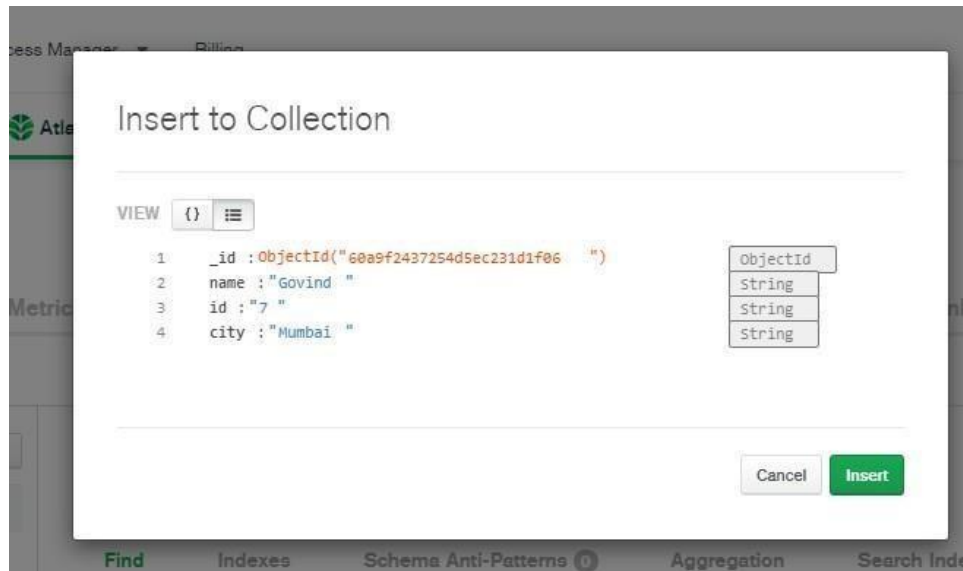 cess Manager Billing
Atla
Insert to Collection
VIEW {}
1 _id : ObjectId("60a9f2437254d5ec231d1f06 ") ObjectId
2 name : "Govind " String
3 id : "7 " String
4 city : "Mumbai " String
Metric
Cancel Insert
Find Indexes Schema Anti-Patterns 0 Aggregation Search Inde